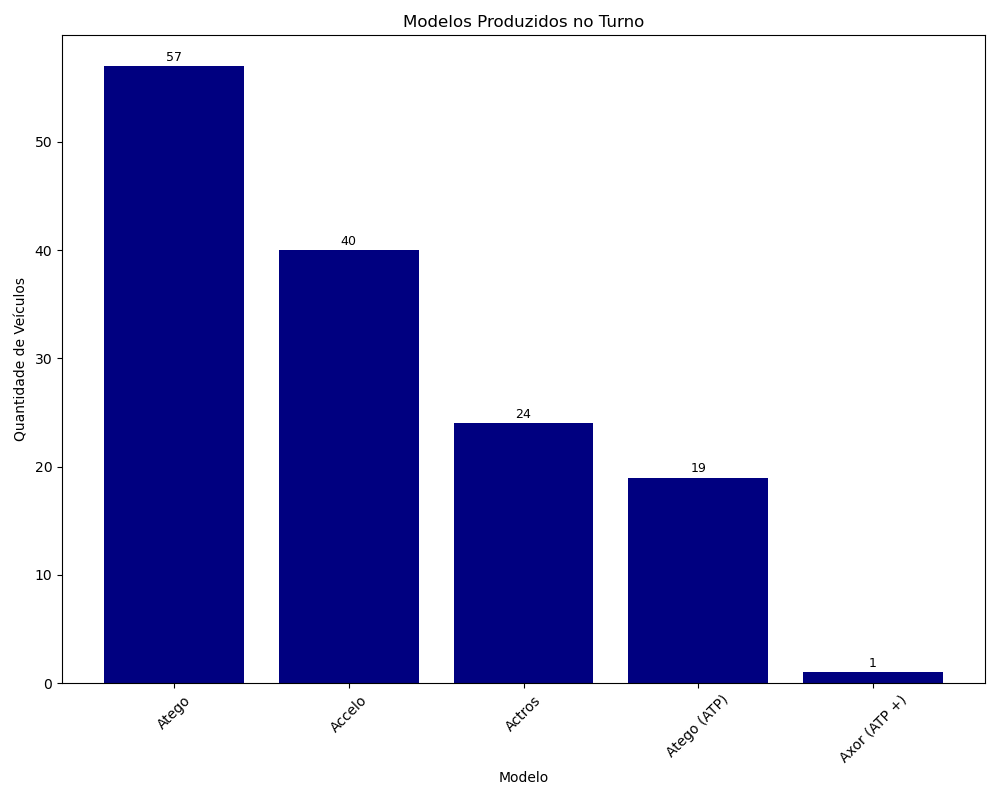 Modelos Produzidos no Turno
57
40
24
19
1
50
40
30
20
10
0
Quantidade de Veículos
Atego
Accelo
Actros
Atego (ATP)
Axor (ATP +)
Modelo